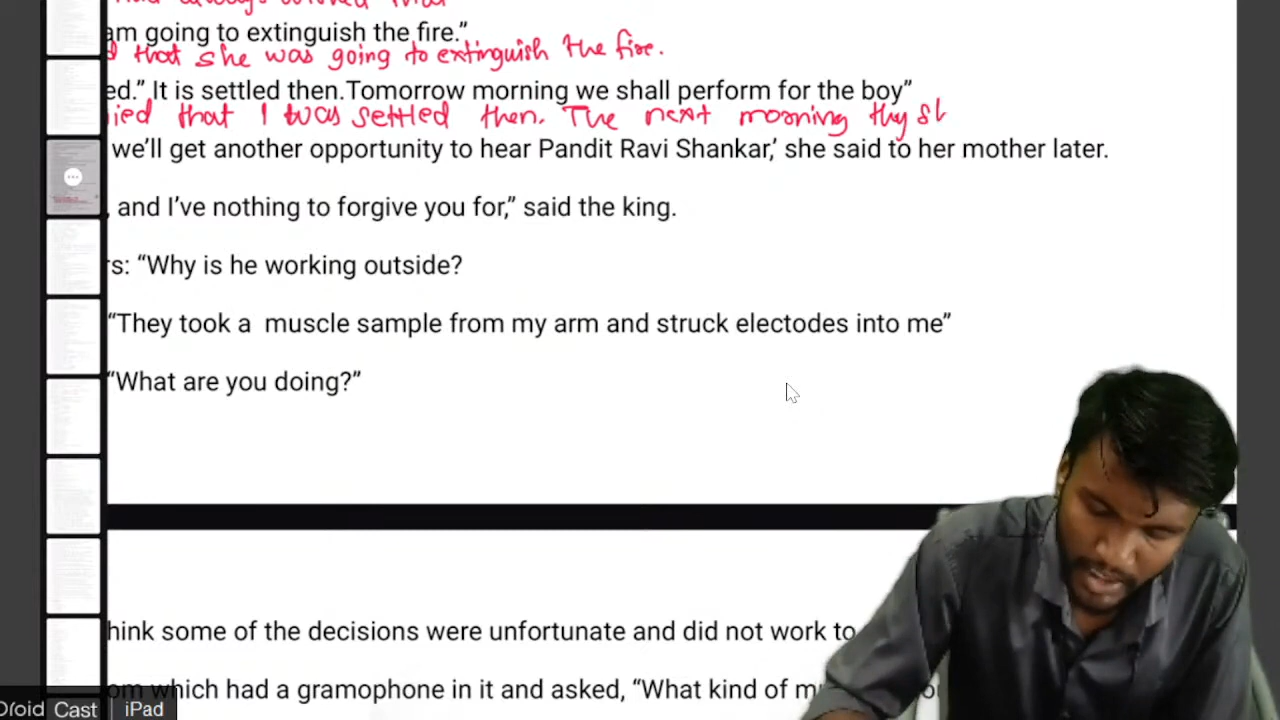 am going to extinguish the fire.”
that she was going to extinguish the fire.
ed.” It is settled then.Tomorrow morning we shall perform for the boy”
ied that I was settled then. The next morning they sh
we’ll get another opportunity to hear Pandit Ravi Shankar,’ she said to her mother later.
, and I’ve nothing to forgive you for,” said the king.
rs: “Why is he working outside?
“They took a muscle sample from my arm and struck electodes into me”
“What are you doing?”
hink some of the decisions were unfortunate and did not work to
om which had a gramophone in it and asked, “What kind of m
Droid Cast | iPad